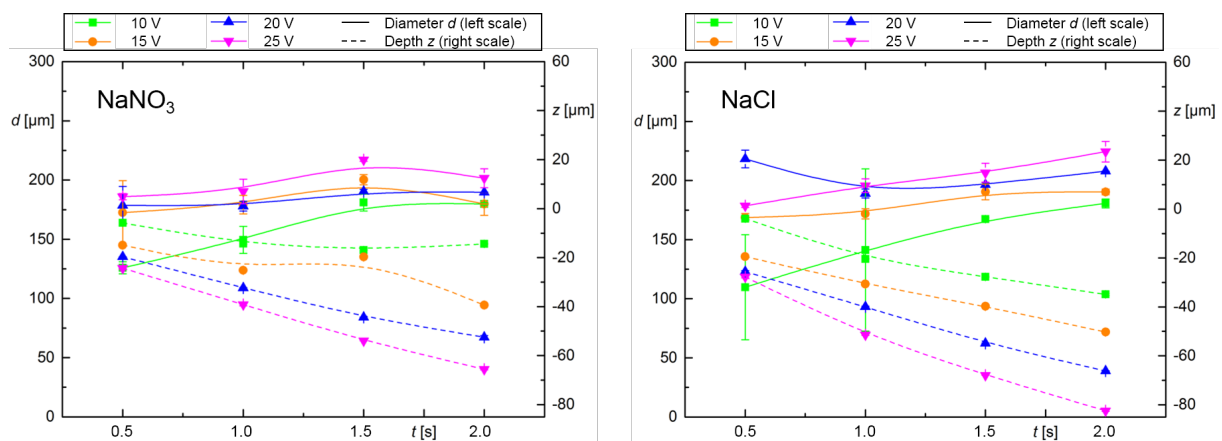 10 V 20 V Diameter d (left scale)
15 V 25 V Depth z (right scale)
NaNO₃
d [µm]
300
250
200
150
100
50
0
z [µm]
60
40
20
0
-20
-40
-60
-80
0.5 1.0 1.5 t [s] 2.0
10 V 20 V Diameter d (left scale)
15 V 25 V Depth z (right scale)
NaCl
d [µm]
300
250
200
150
100
50
0
z [µm]
60
40
20
0
-20
-40
-60
-80
0.5 1.0 1.5 t [s] 2.0